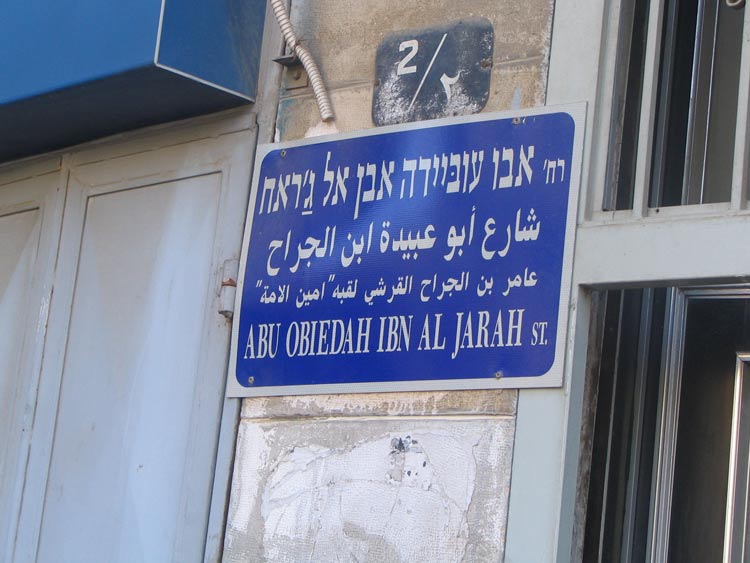 2/٢
רח' אבו עוביידה אבן אל ג'ראח
شارع أبو عبيدة ابن الجراح
عامر بن الجراح القرشي لقبه "امين الامة"
ABU OBIEDAH IBN AL JARAH ST.